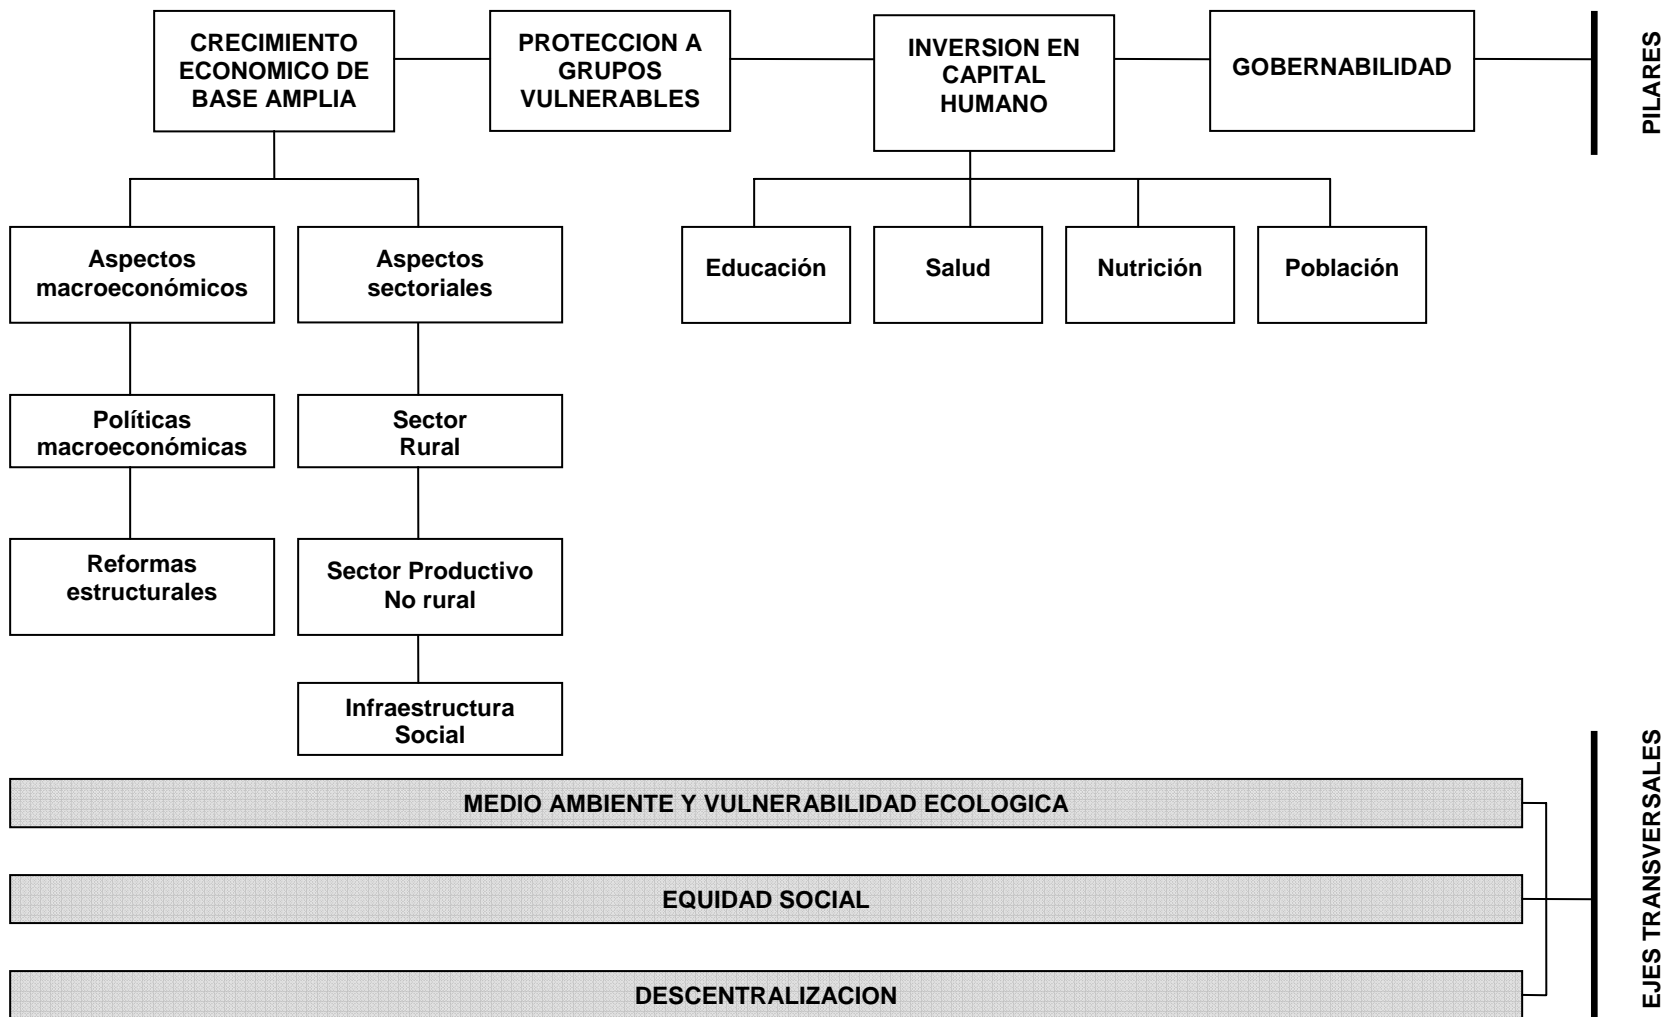 CRECIMIENTO
ECONOMICO DE
BASE AMPLIA
PROTECCION A
GRUPOS
VULNERABLES
INVERSION EN
CAPITAL
HUMANO
GOBERNABILIDAD
PILARES
Aspectos
macroeconómicos
Aspectos
sectoriales
Educación
Salud
Nutrición
Población
Políticas
macroeconómicas
Sector
Rural
Reformas
estructurales
Sector Productivo
No rural
Infraestructura
Social
MEDIO AMBIENTE Y VULNERABILIDAD ECOLOGICA
EQUIDAD SOCIAL
DESCENTRALIZACION
EJES TRANSVERSALES